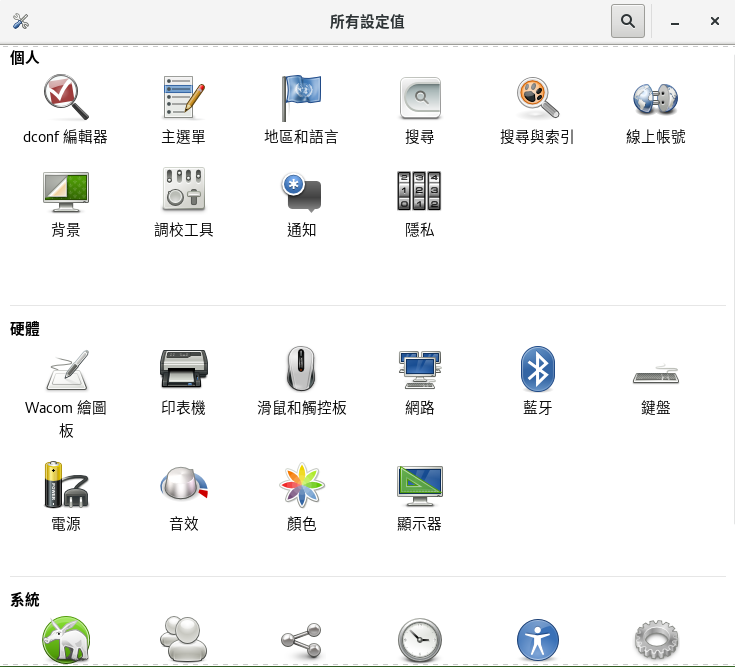 所有設定值
個人
dconf 編輯器
主選單
地區和語言
搜尋
搜尋與索引
線上帳號
背景
調校工具
通知
隱私
硬體
Wacom 繪圖
板
印表機
滑鼠和觸控板
網路
藍牙
鍵盤
電源
音效
顏色
顯示器
系統